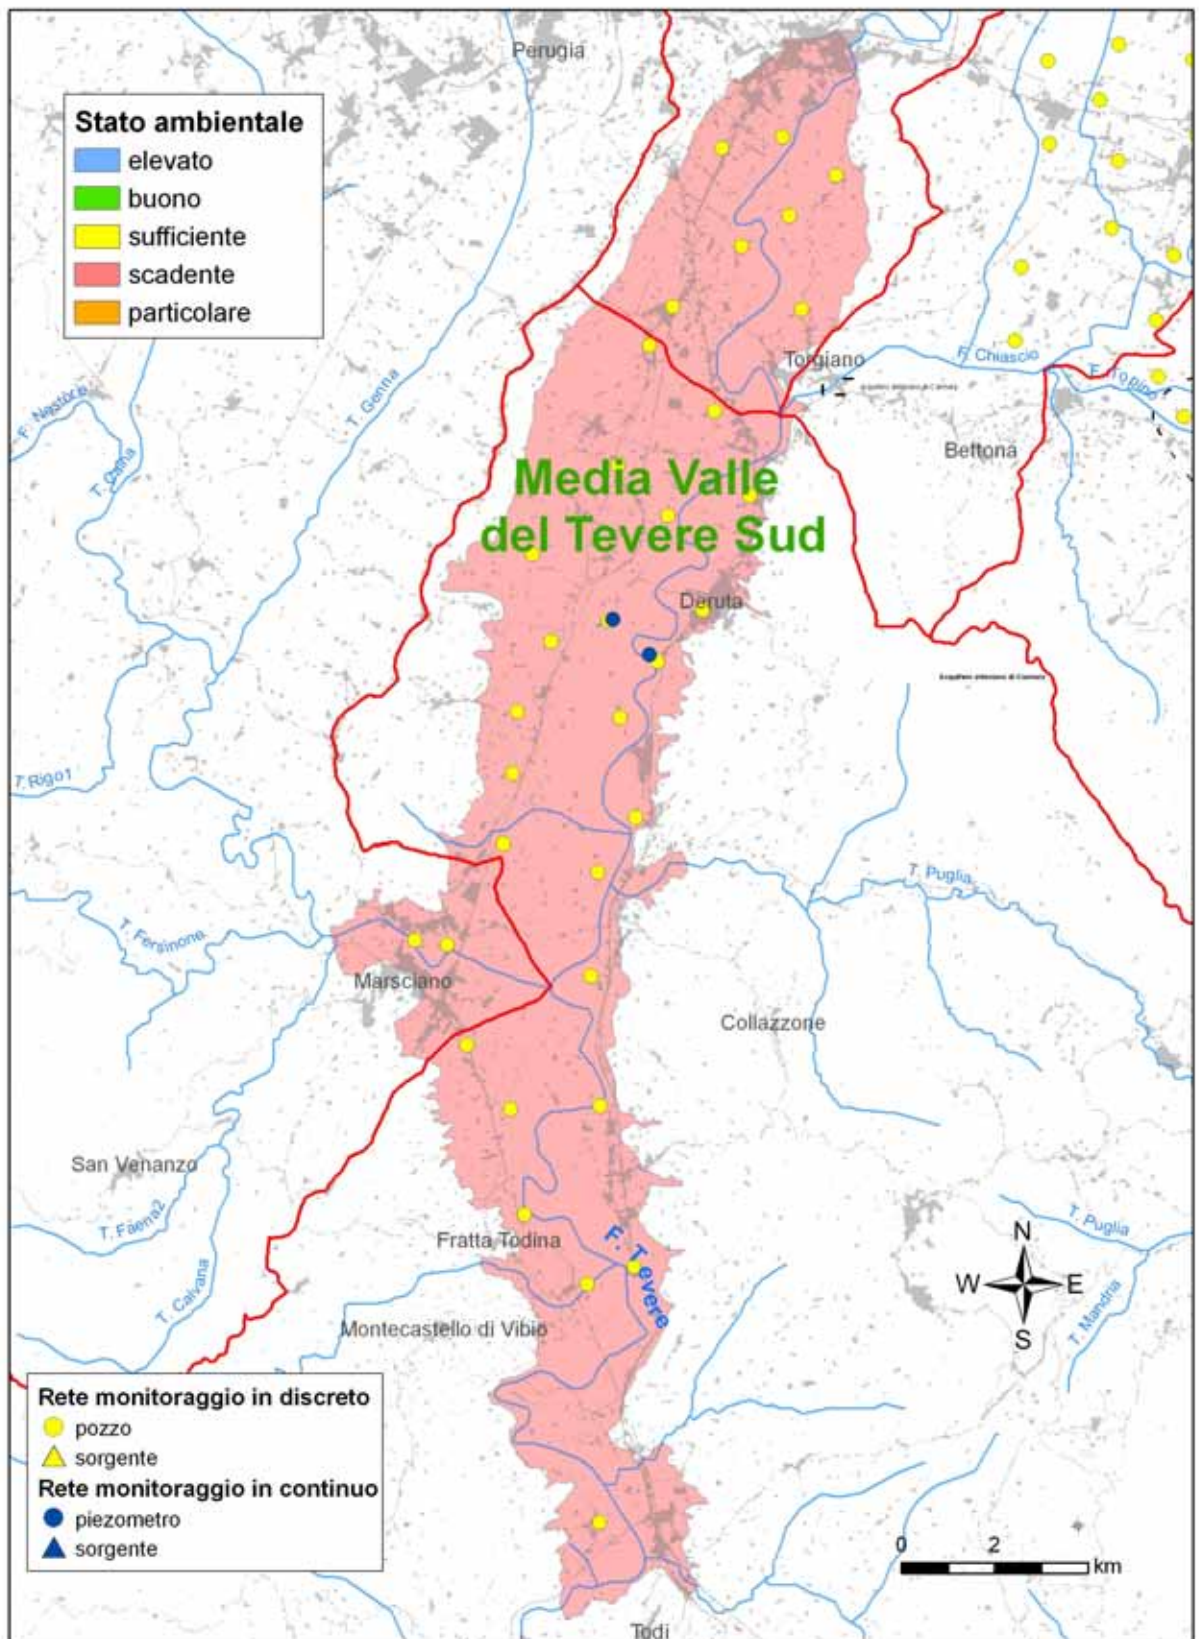 Perugia
Stato ambientale
elevato
buono
sufficiente
scadente
particolare
Torgiano
F. Chiascio
F. Topino
F. Nestore
T. Genna
T. Caina
Bettona
Media Valle
del Tevere Sud
Deruta
T. Rigo1
T. Puglia
T. Fersinone
Marsciano
Collazzone
San Venanzo
T. Faena2
T. Calvana
Fratta Todina
F. Tevere
Montecastello di Vibio
T. Puglia
T. Mandria
N
W
E
S
Rete monitoraggio in discreto
pozzo
sorgente
Rete monitoraggio in continuo
piezometro
sorgente
0
2
km
Todi